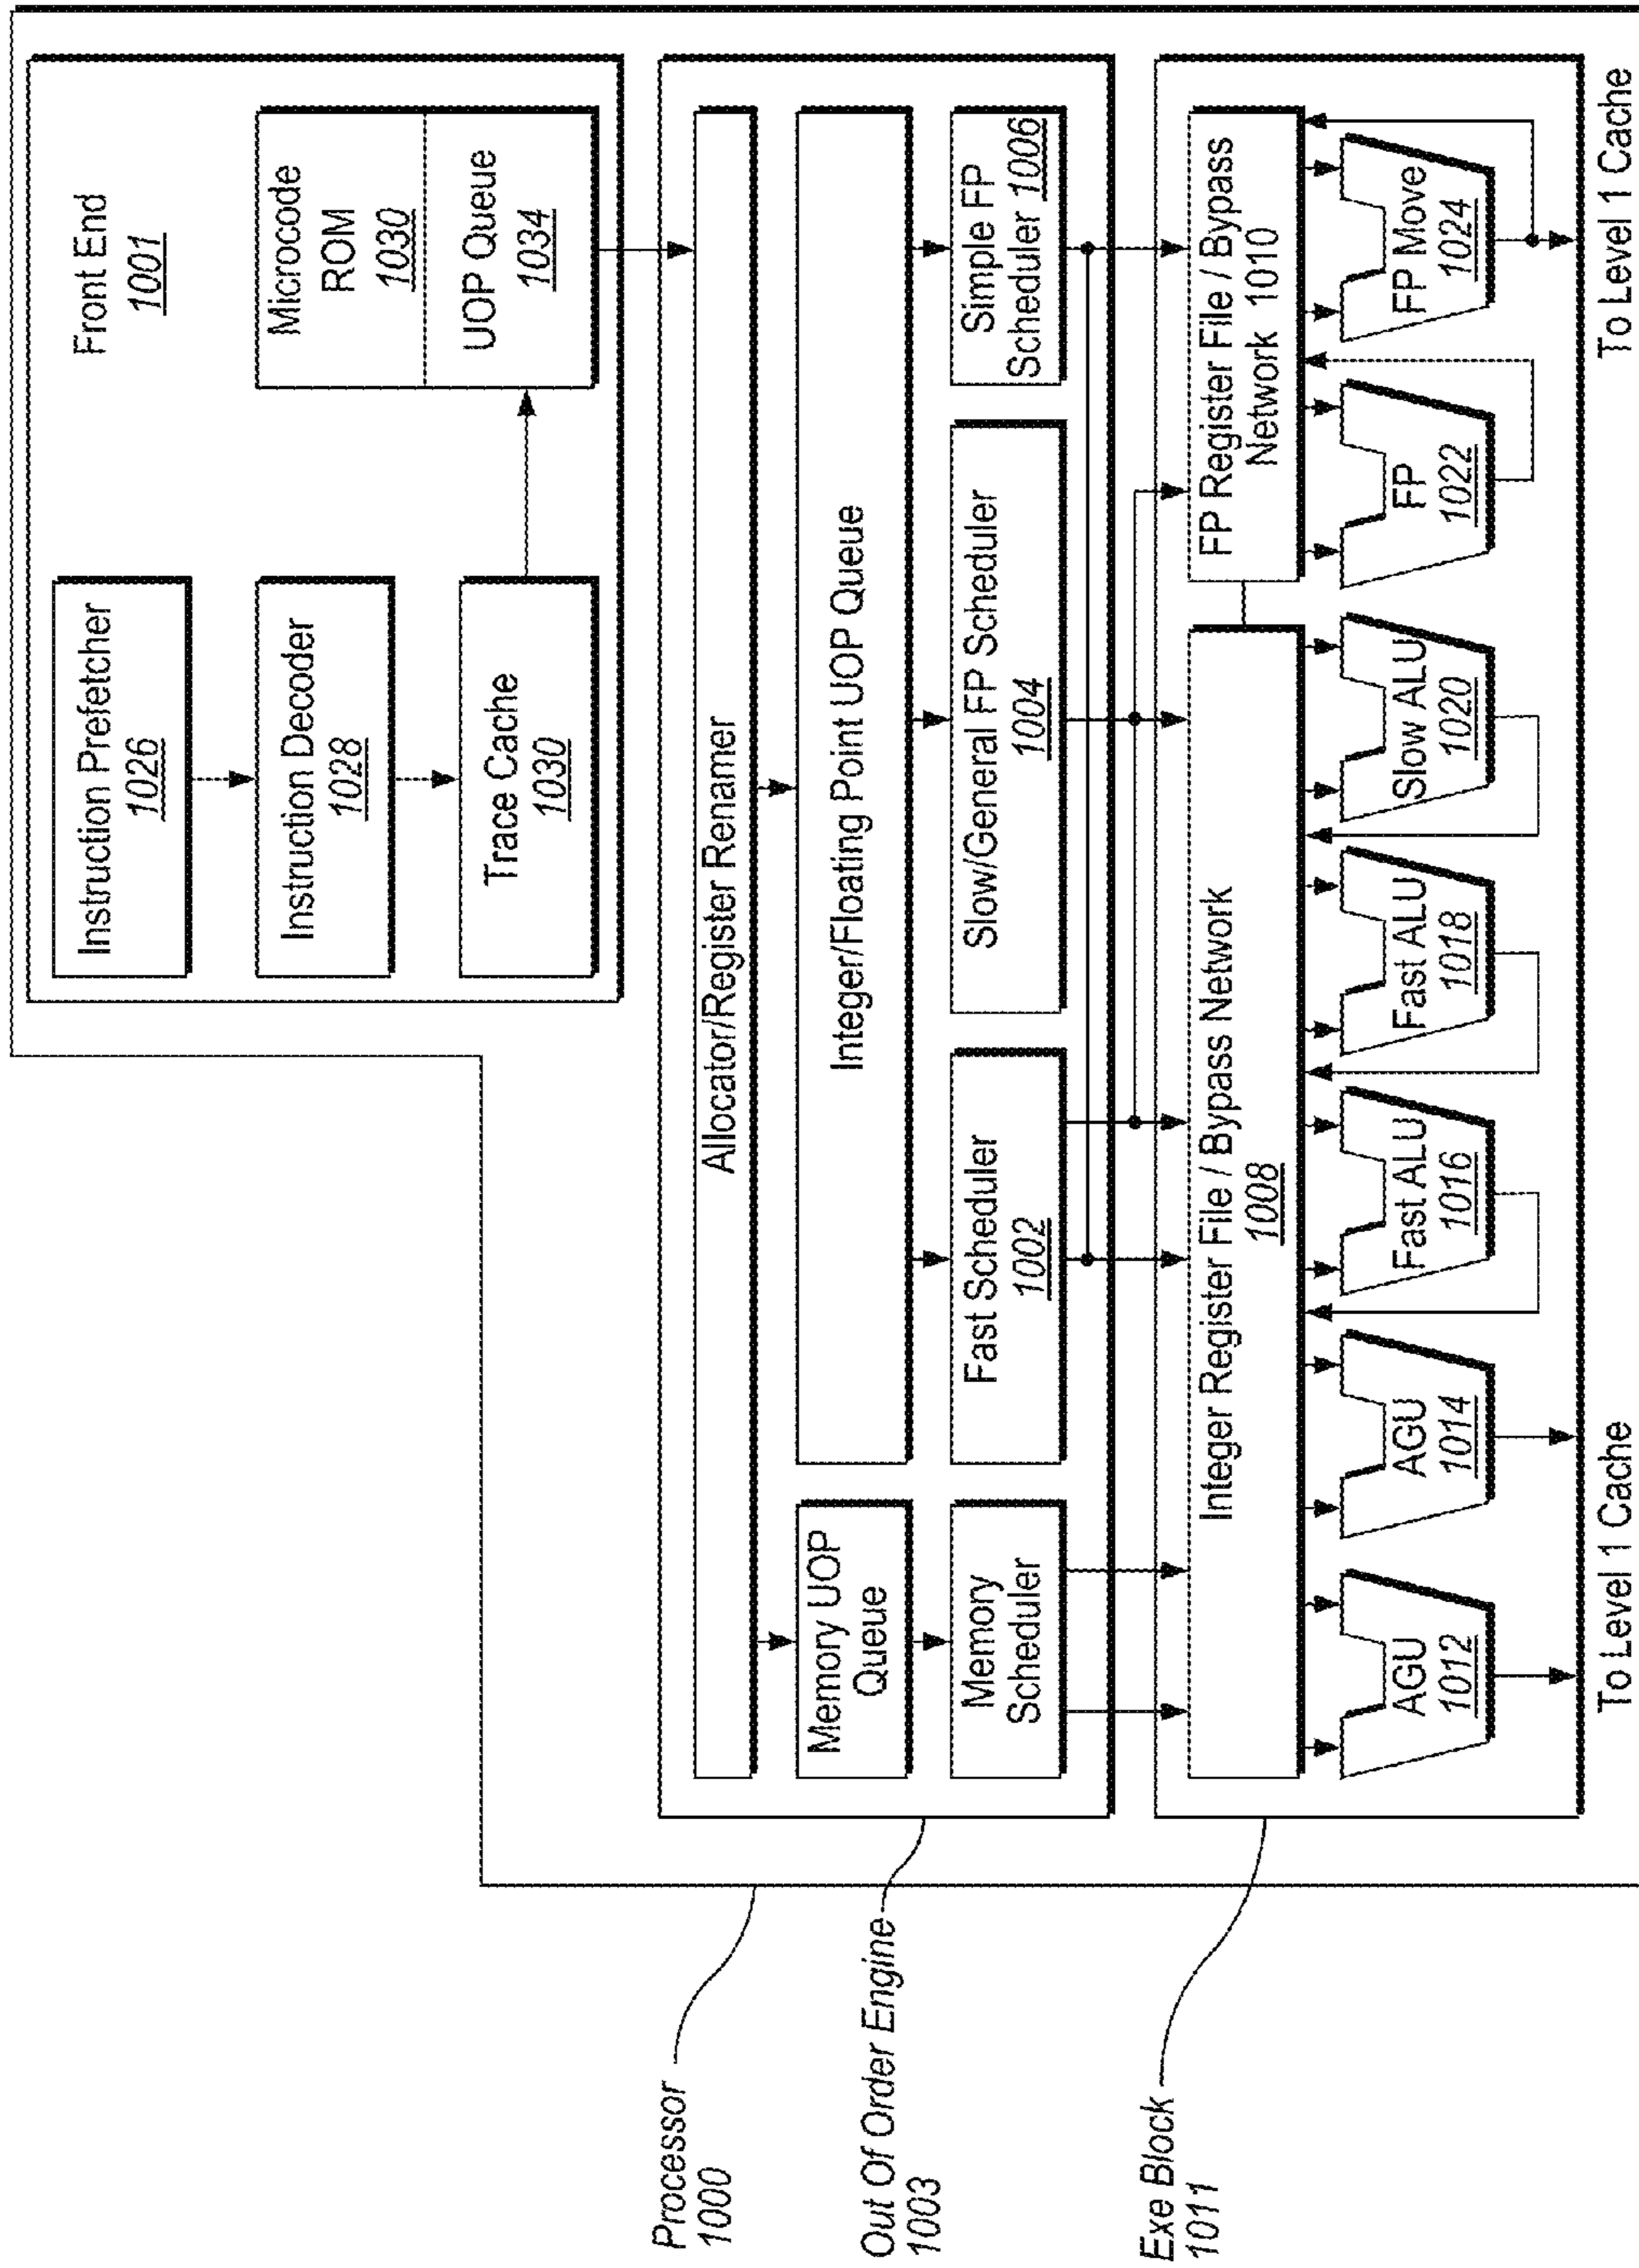 Front End
1001
Instruction Prefetcher
1026
Instruction Decoder
1028
Trace Cache
1030
Microcode
ROM
1030
UOP Queue
1034
Processor
1000
Out Of Order Engine
1003
Allocator/Register Renamer
Memory UOP
Queue
Integer/Floating Point UOP Queue
Memory
Scheduler
Fast Scheduler
1002
Slow/General FP Scheduler
1004
Simple FP
Scheduler 1006
Exe Block
1011
Integer Register File / Bypass Network
1008
FP Register File / Bypass
Network 1010
AGU
1012
AGU
1014
Fast ALU
1016
Fast ALU
1018
Slow ALU
1020
FP
1022
FP Move
1024
To Level 1 Cache
To Level 1 Cache